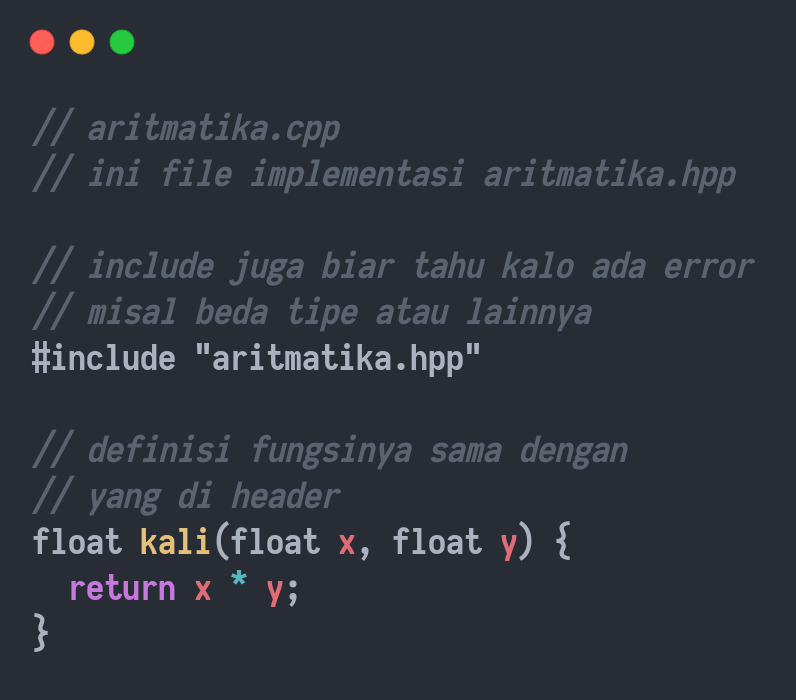 // aritmatika.cpp
// ini file implementasi aritmatika.hpp
// include juga biar tahu kalo ada error
// misal beda tipe atau lainnya
#include "aritmatika.hpp"
// definisi fungsinya sama dengan
// yang di header
float kali(float x, float y) {
  return x * y;
}